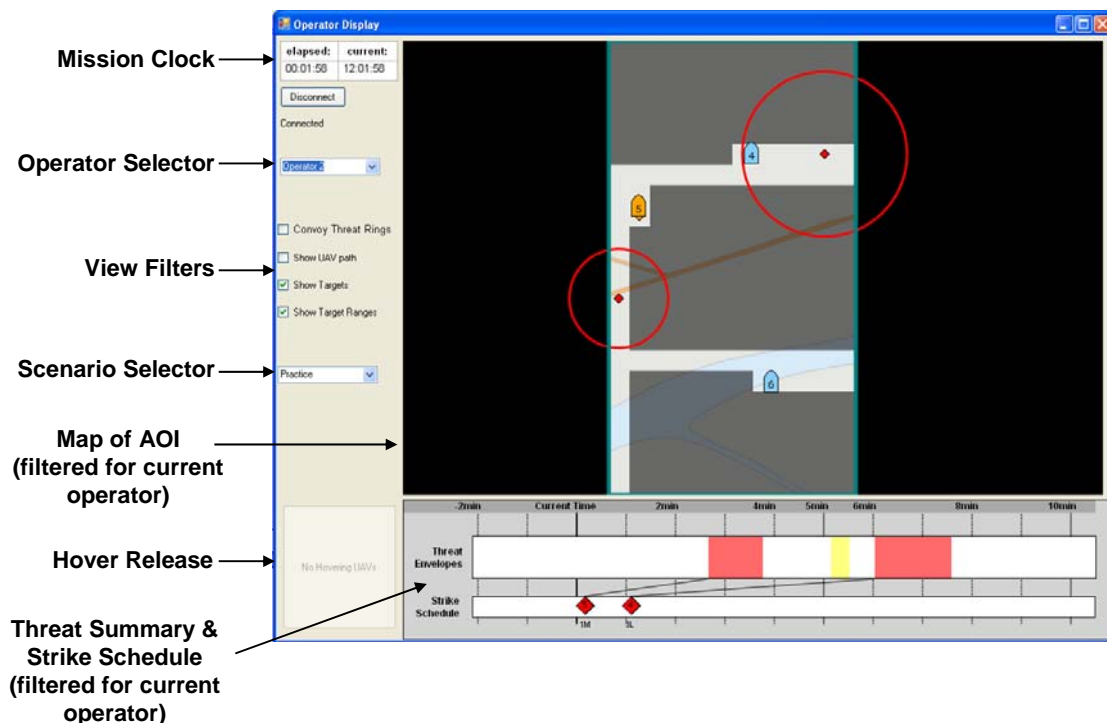 Operator Display
Mission Clock
elapsed: current:
00:01:58 12:01:58
Disconnect
Connected
Operator Selector
Operator 2
View Filters
Convoy Threat Rings
Show UAV path
Show Targets
Show Target Ranges
Scenario Selector
Practice
Map of AOI
(filtered for current
operator)
4
5
6
Hover Release
No Hovering UAVs
Threat Summary &
Strike Schedule
(filtered for current
operator)
-2min Current Time 2min 4min 5min 6min 8min 10min
Threat
Envelopes
Strike
Schedule
1M 3L